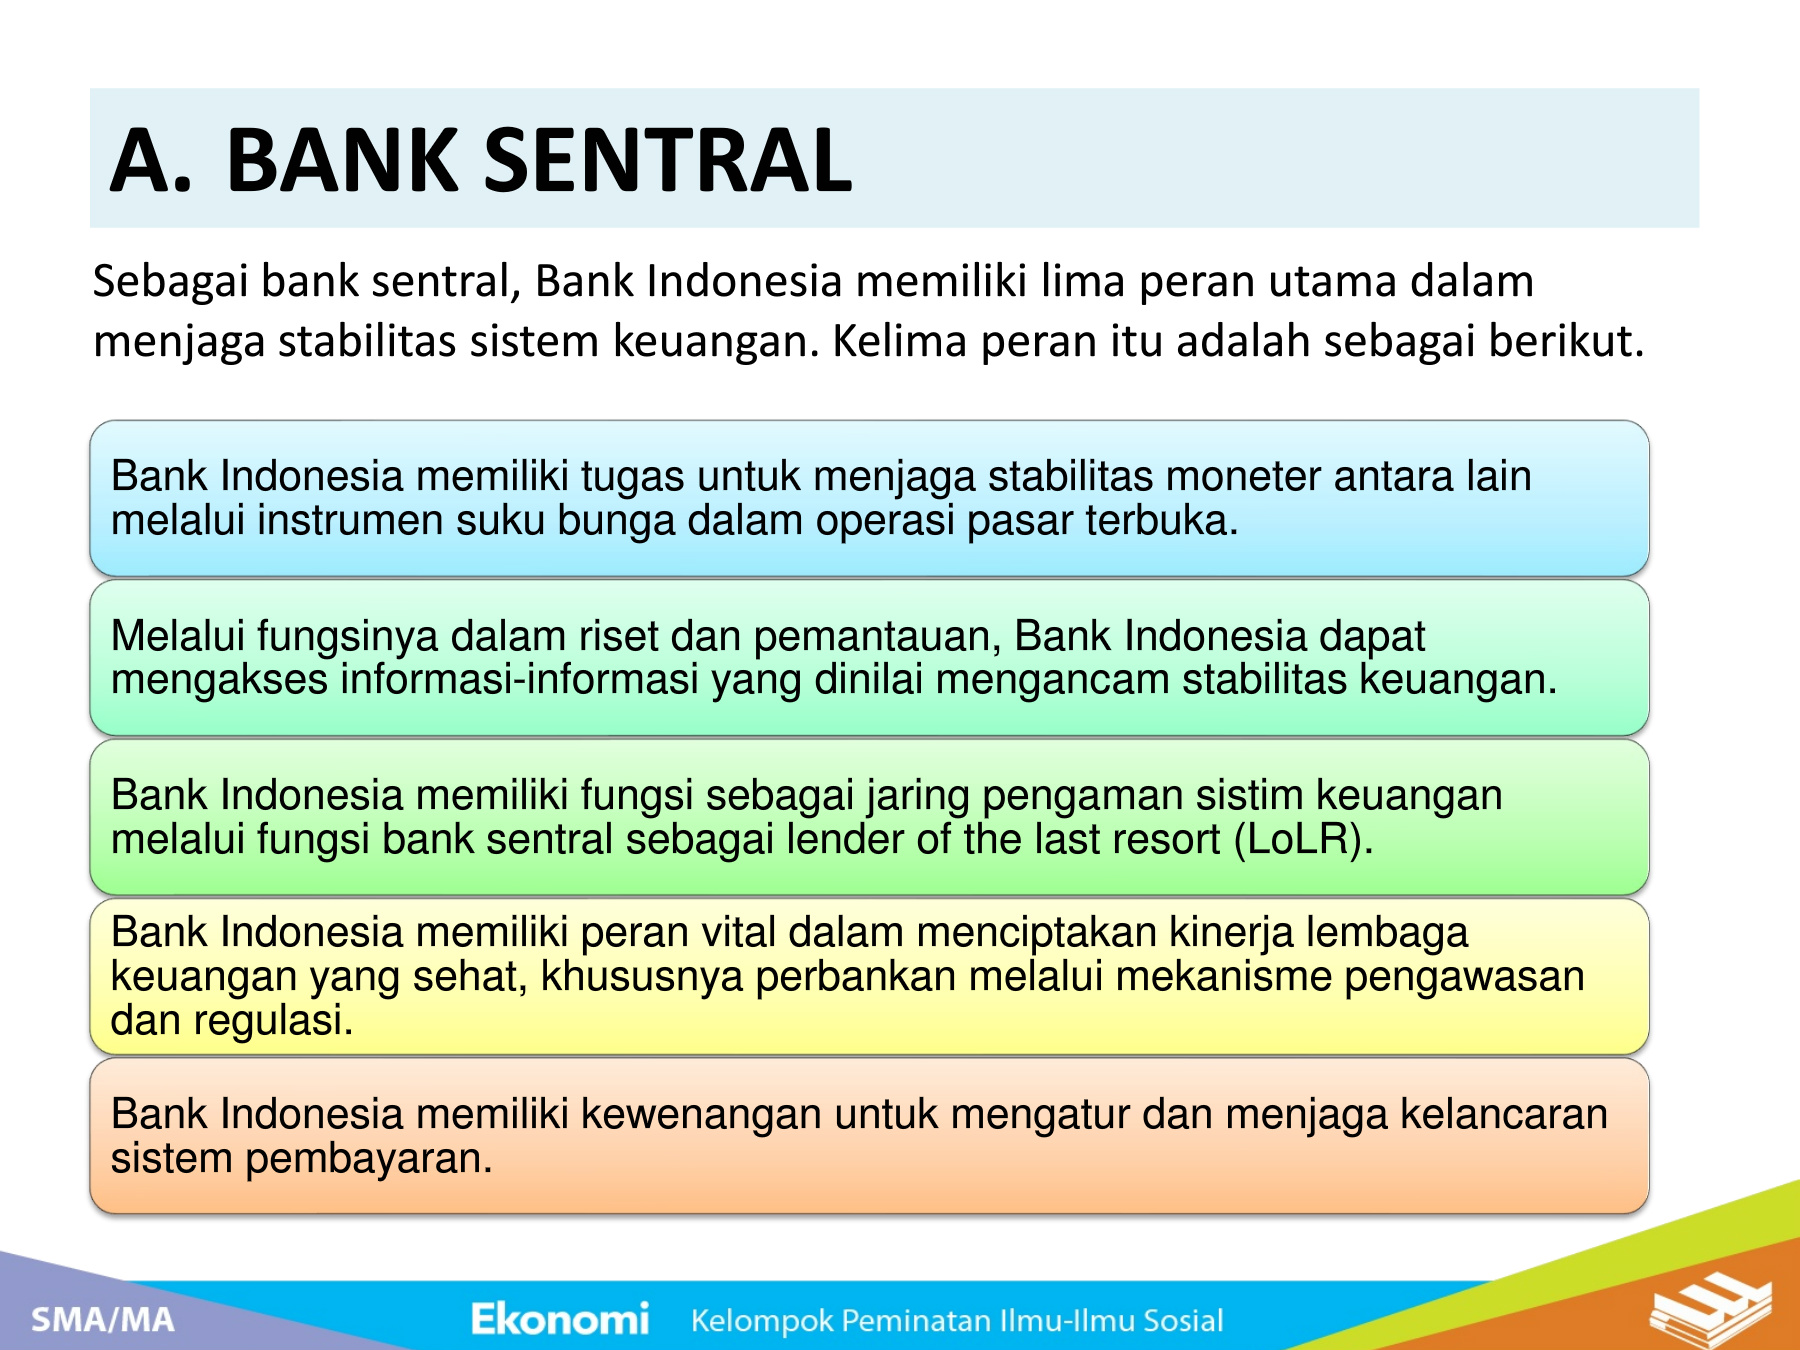 A. BANK SENTRAL
Sebagai bank sentral, Bank Indonesia memiliki lima peran utama dalam
menjaga stabilitas sistem keuangan. Kelima peran itu adalah sebagai berikut.
Bank Indonesia memiliki tugas untuk menjaga stabilitas moneter antara lain
melalui instrumen suku bunga dalam operasi pasar terbuka.
Melalui fungsinya dalam riset dan pemantauan, Bank Indonesia dapat
mengakses informasi-informasi yang dinilai mengancam stabilitas keuangan.
Bank Indonesia memiliki fungsi sebagai jaring pengaman sistim keuangan
melalui fungsi bank sentral sebagai lender of the last resort (LoLR).
Bank Indonesia memiliki peran vital dalam menciptakan kinerja lembaga
keuangan yang sehat, khususnya perbankan melalui mekanisme pengawasan
dan regulasi.
Bank Indonesia memiliki kewenangan untuk mengatur dan menjaga kelancaran
sistem pembayaran.
SMA/MA Ekonomi Kelompok Peminatan Ilmu-Ilmu Sosial